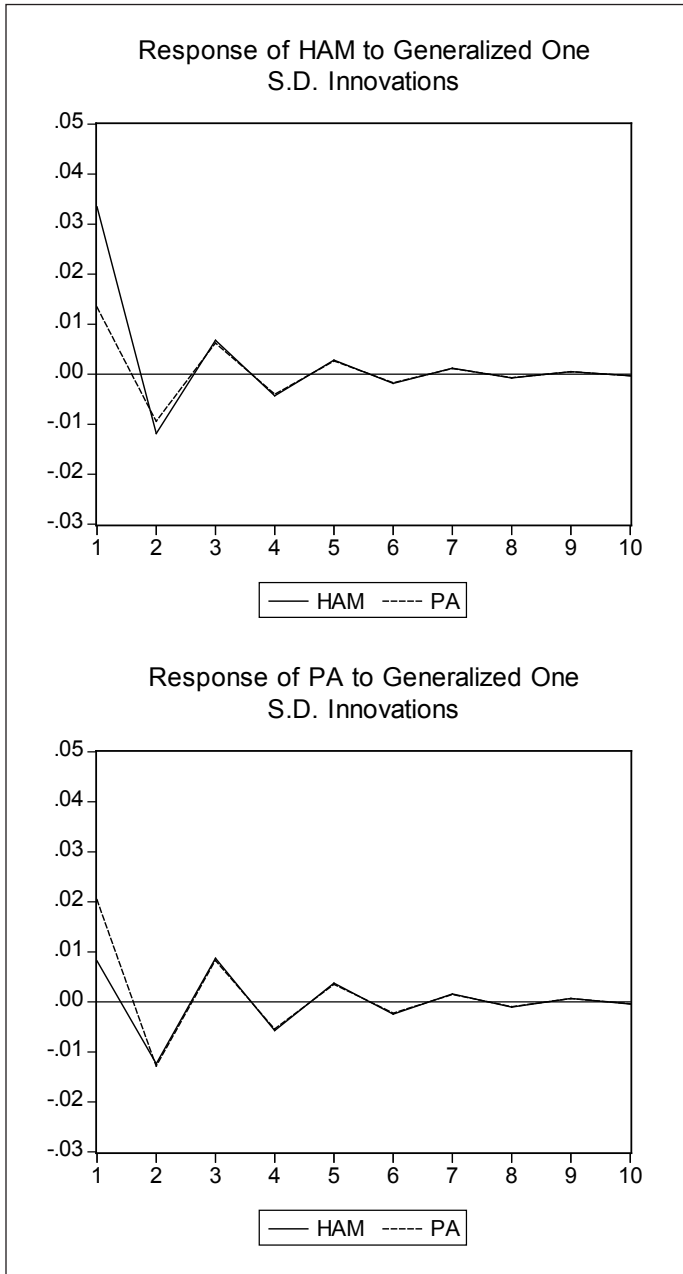 Response of HAM to Generalized One
S.D. Innovations
.05
.04
.03
.02
.01
.00
-.01
-.02
-.03
1 2 3 4 5 6 7 8 9 10
HAM PA
Response of PA to Generalized One
S.D. Innovations
.05
.04
.03
.02
.01
.00
-.01
-.02
-.03
1 2 3 4 5 6 7 8 9 10
HAM PA